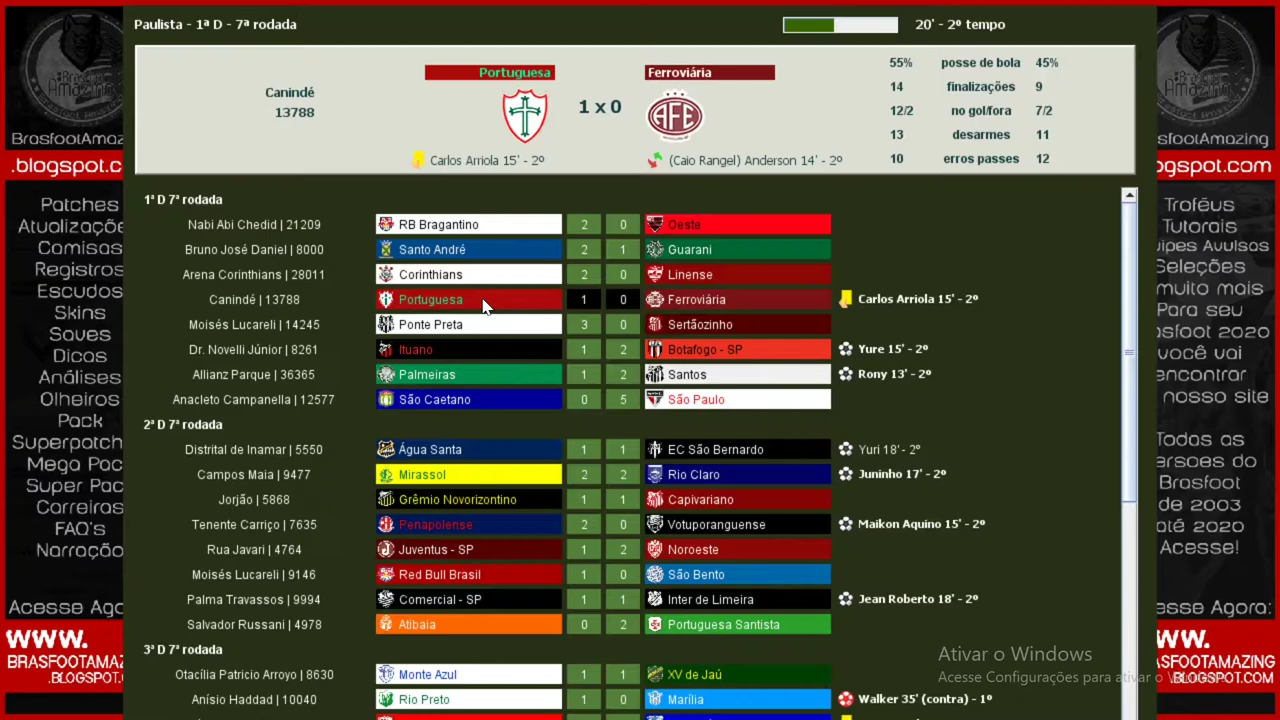 Paulista - 1ª D - 7ª rodada
20' - 2º tempo
Portuguesa
Ferroviária
Canindé
13788
1 x 0
55% posse de bola 45%
14 finalizações 9
12/2 no gol/fora 7/2
13 desarmes 11
10 erros passes 12
Carlos Arriola 15' - 2º
(Caio Rangel) Anderson 14' - 2º
1ª D 7ª rodada
Nabi Abi Chedid | 21209 RB Bragantino 2 0 Oeste
Bruno José Daniel | 8000 Santo André 2 1 Guarani
Arena Corinthians | 28011 Corinthians 2 0 Linense
Canindé | 13788 Portuguesa 1 0 Ferroviária Carlos Arriola 15' - 2º
Moisés Lucareli | 14245 Ponte Preta 3 0 Sertãozinho
Dr. Novelli Júnior | 8261 Ituano 1 2 Botafogo - SP Yure 15' - 2º
Allianz Parque | 36365 Palmeiras 1 2 Santos Rony 13' - 2º
Anacleto Campanella | 12577 São Caetano 0 5 São Paulo
2ª D 7ª rodada
Distrital de Inamar | 5550 Água Santa 1 1 EC São Bernardo Yuri 18' - 2º
Campos Maia | 9477 Mirassol 2 2 Rio Claro Juninho 17' - 2º
Jorjão | 5868 Grêmio Novorizontino 1 1 Capivariano
Tenente Carriço | 7635 Penapolense 2 0 Votuporanguense Maikon Aquino 15' - 2º
Rua Javari | 4764 Juventus - SP 1 2 Noroeste
Moisés Lucareli | 9146 Red Bull Brasil 1 0 São Bento
Palma Travassos | 9994 Comercial - SP 1 1 Inter de Limeira Jean Roberto 18' - 2º
Salvador Russani | 4978 Atibaia 0 2 Portuguesa Santista
3ª D 7ª rodada
Otacília Patricio Arroyo | 8630 Monte Azul 1 1 XV de Jaú
Anísio Haddad | 10040 Rio Preto 1 0 Marília Walker 35' (contra) - 1º
Ativar o Windows
Acesse Configurações para ativar o
BrasfootAmaz
.blogspot.c
Patches
Atualizaçõe
Camisas
Registros
Escudos
Skins
Saves
Dicas
Análises
Olheiros
Pack
Superpatch
Mega Pac
Super Pac
Carreiras
FAQ's
Narração
Acesse Ago
WWW.
BRASFOOTAMAZ
.BLOGSPOT.
sfootAmazing
ogspot.com
Troféus
Tutorais
uipes Avulsas
Seleções
muito mais
Para seu
sfoot 2020
você vai
encontrar
nosso site
Todas as
ersoes do
Brasfoot
de 2003
até 2020
Acesse!
esse Agora:
WW.
ASFOOTAMAZING
BLOGSPOT.COM